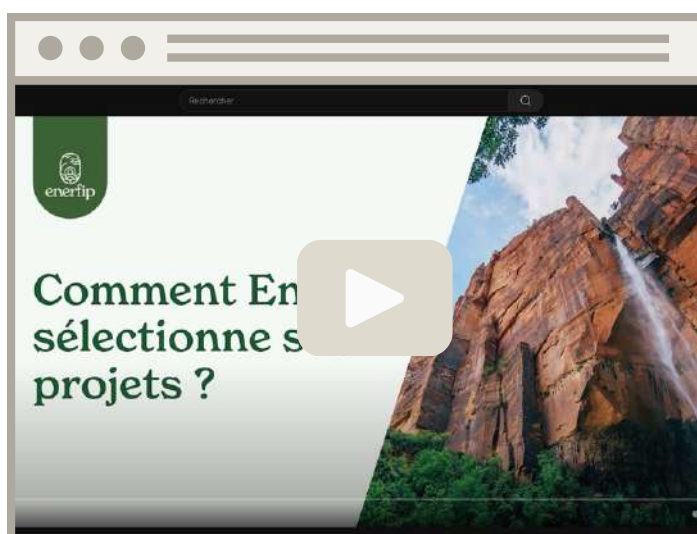 Rechercher
enerfip
Comment En
sélectionne s
projets ?